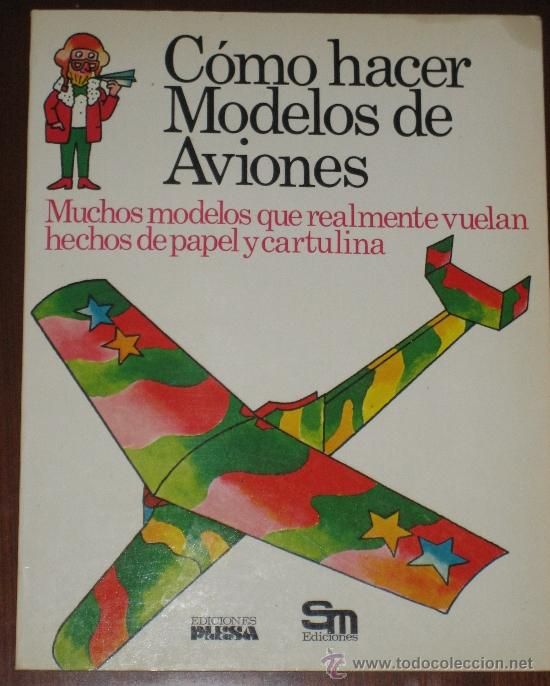 Cómo hacer
Modelos de
Aviones
Muchos modelos que realmente vuelan
hechos de papel y cartulina
EDICIONES
PLESA
Sm
Ediciones
www.todocoleccion.net